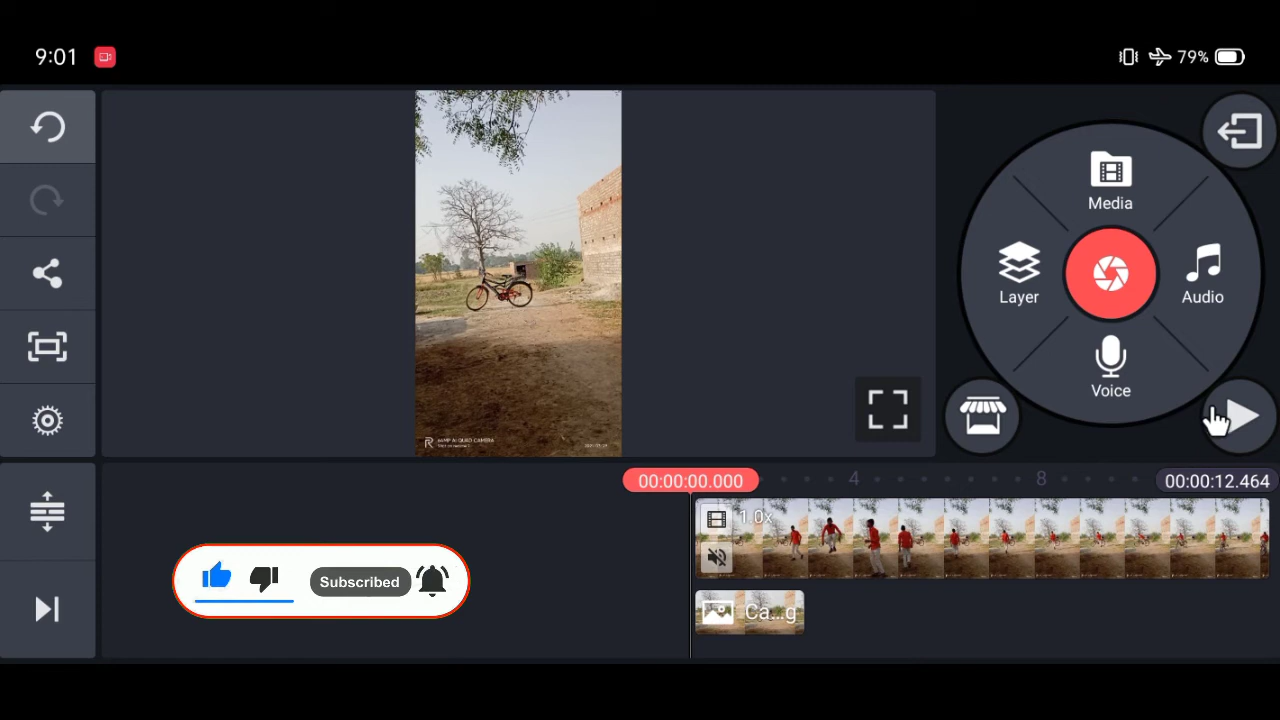 9:01
79%
Media
Layer
Audio
Voice
00:00:00.000
4
8
00:00:12.464
1.0x
Subscribed
Ca...g